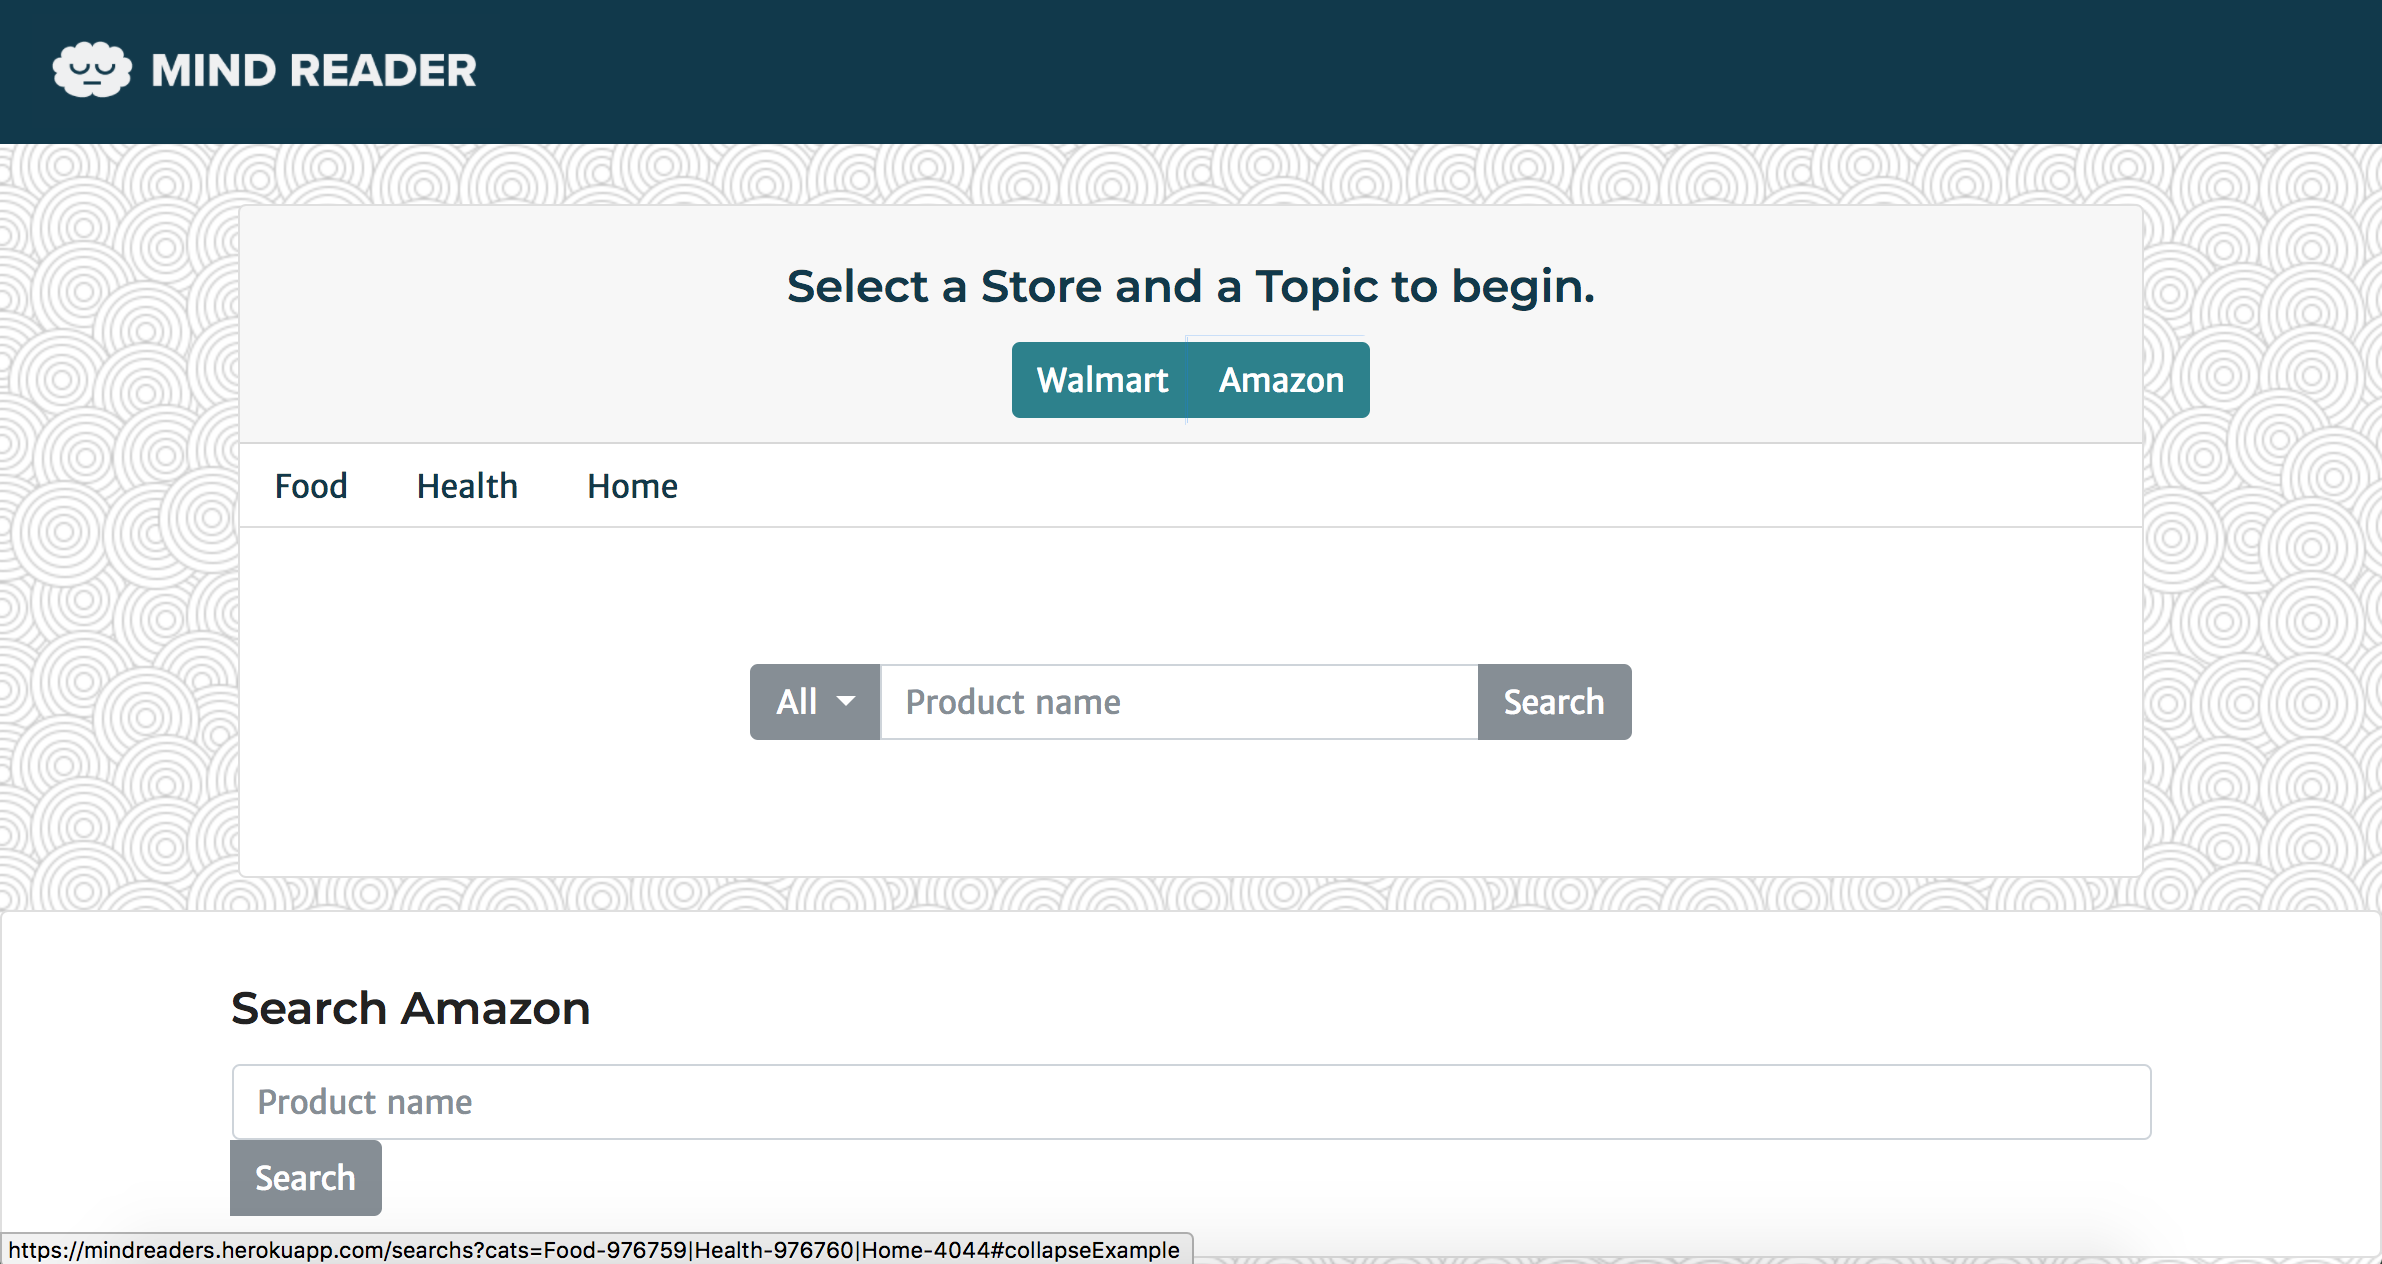 MIND READER
Select a Store and a Topic to begin.
Walmart Amazon
Food Health Home
All Product name Search
Search Amazon
Product name
Search
https://mindreaders.herokuapp.com/searchs?cats=Food-976759|Health-976760|Home-4044#collapseExample